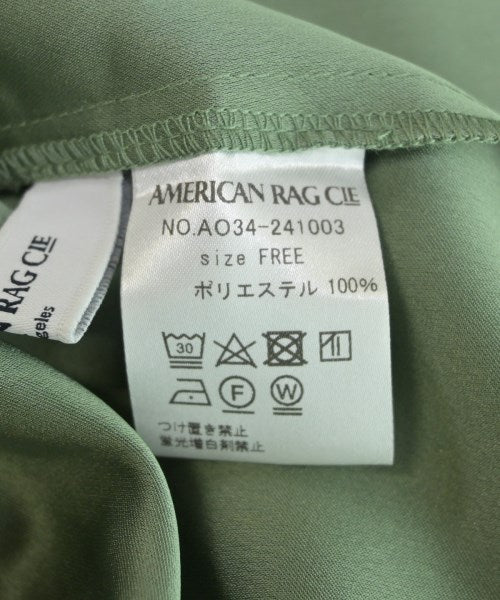 AMERICAN RAG CIE
NO.AO34-241003
size FREE
ポリエステル 100%
30
F W
つけ置き禁止
蛍光増白剤禁止
N RAG CIE
geles